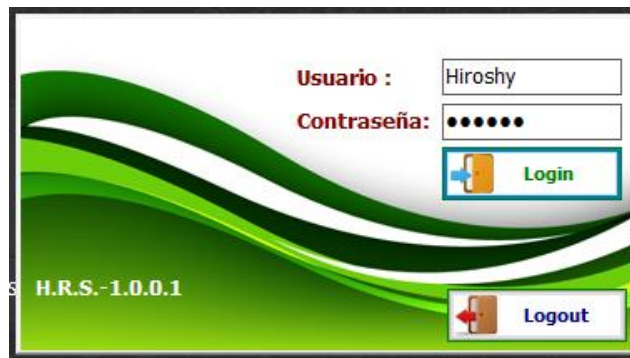 Usuario : Hiroshy
Contraseña: ●●●●●●
Login
s H.R.S.-1.0.0.1
Logout